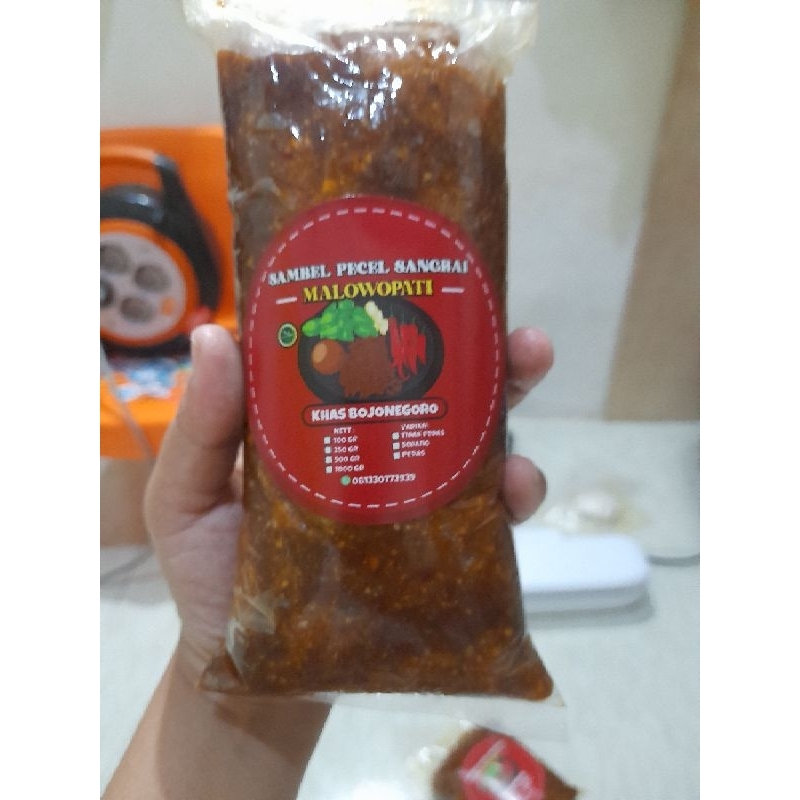 SAMBEL PECEL SANGRAI
MALOWOPATI
KHAS BOJONEGORO
NETT:
100 GR
250 GR
500 GR
1000 GR
VARIAN:
TIDAK PEDAS
SEDANG
PEDAS